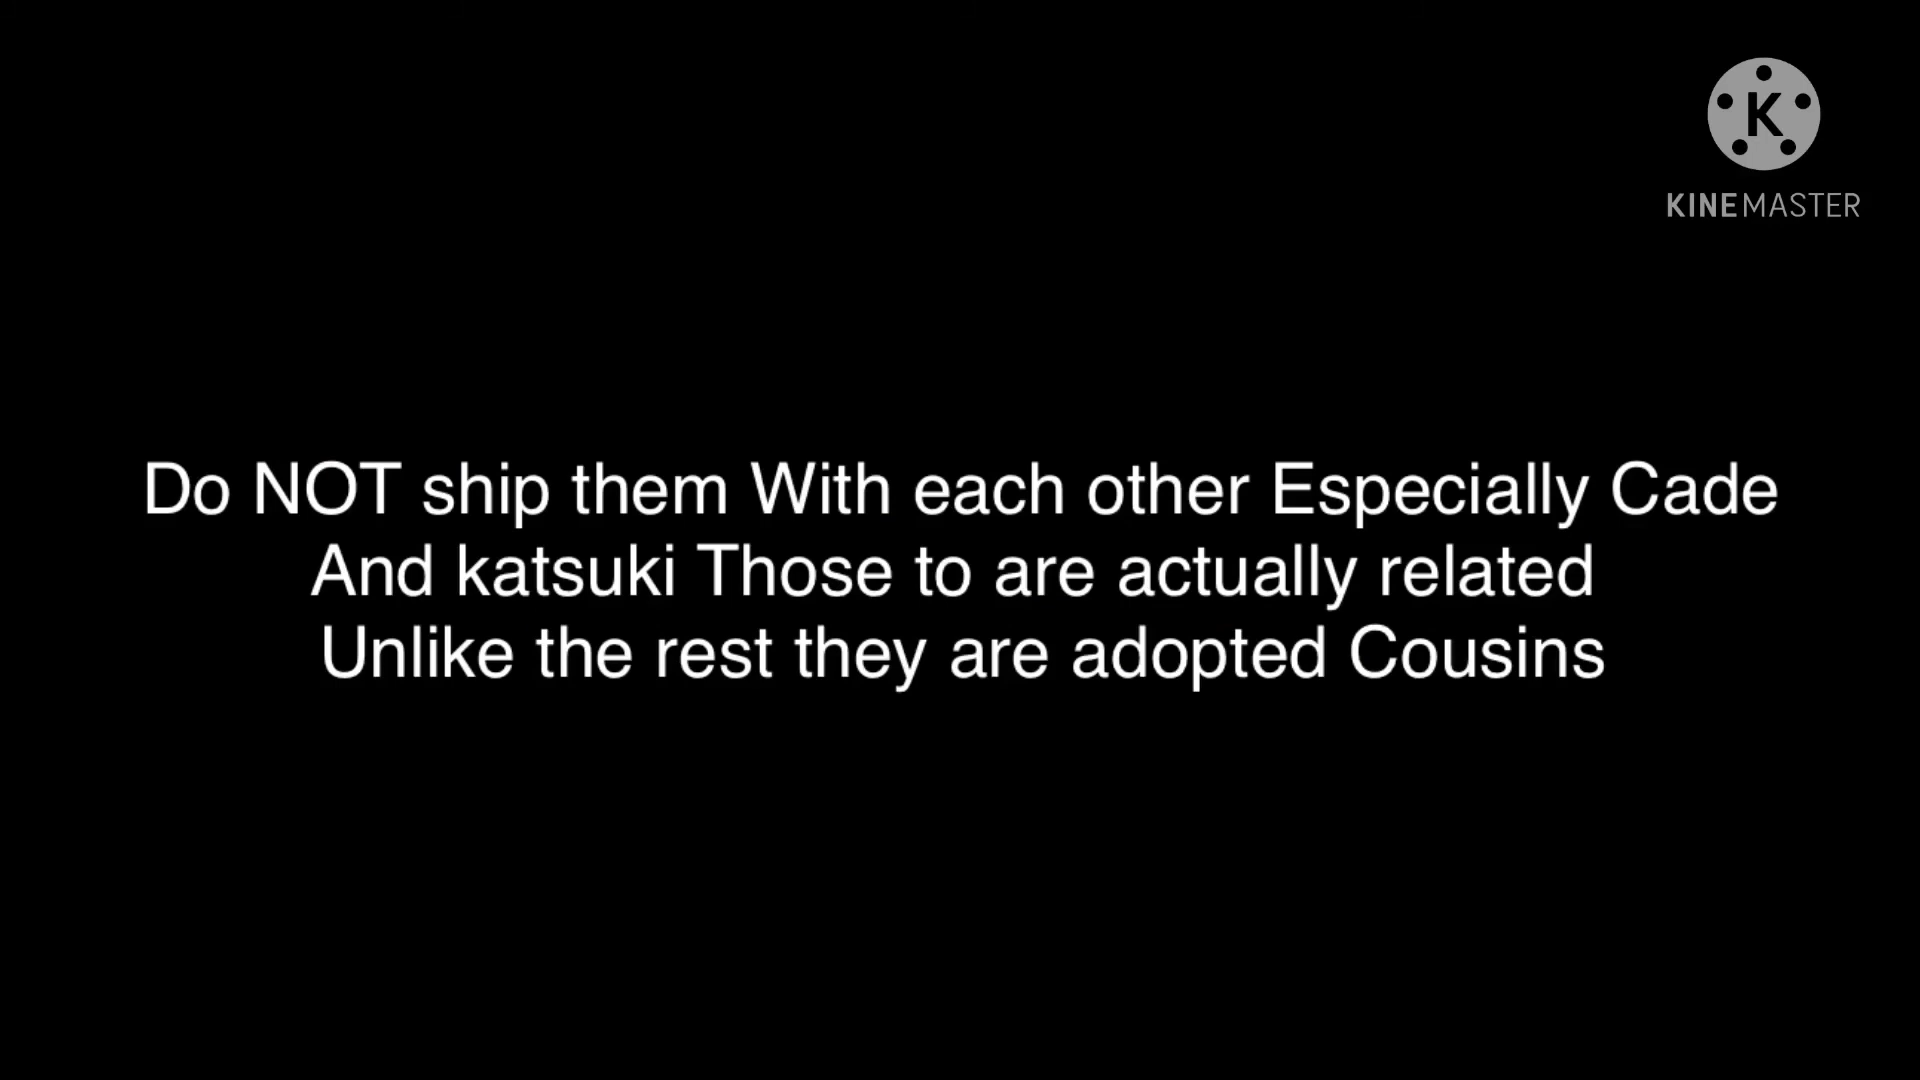 K
KINEMASTER
Do NOT ship them With each other Especially Cade
And katsuki Those to are actually related
Unlike the rest they are adopted Cousins